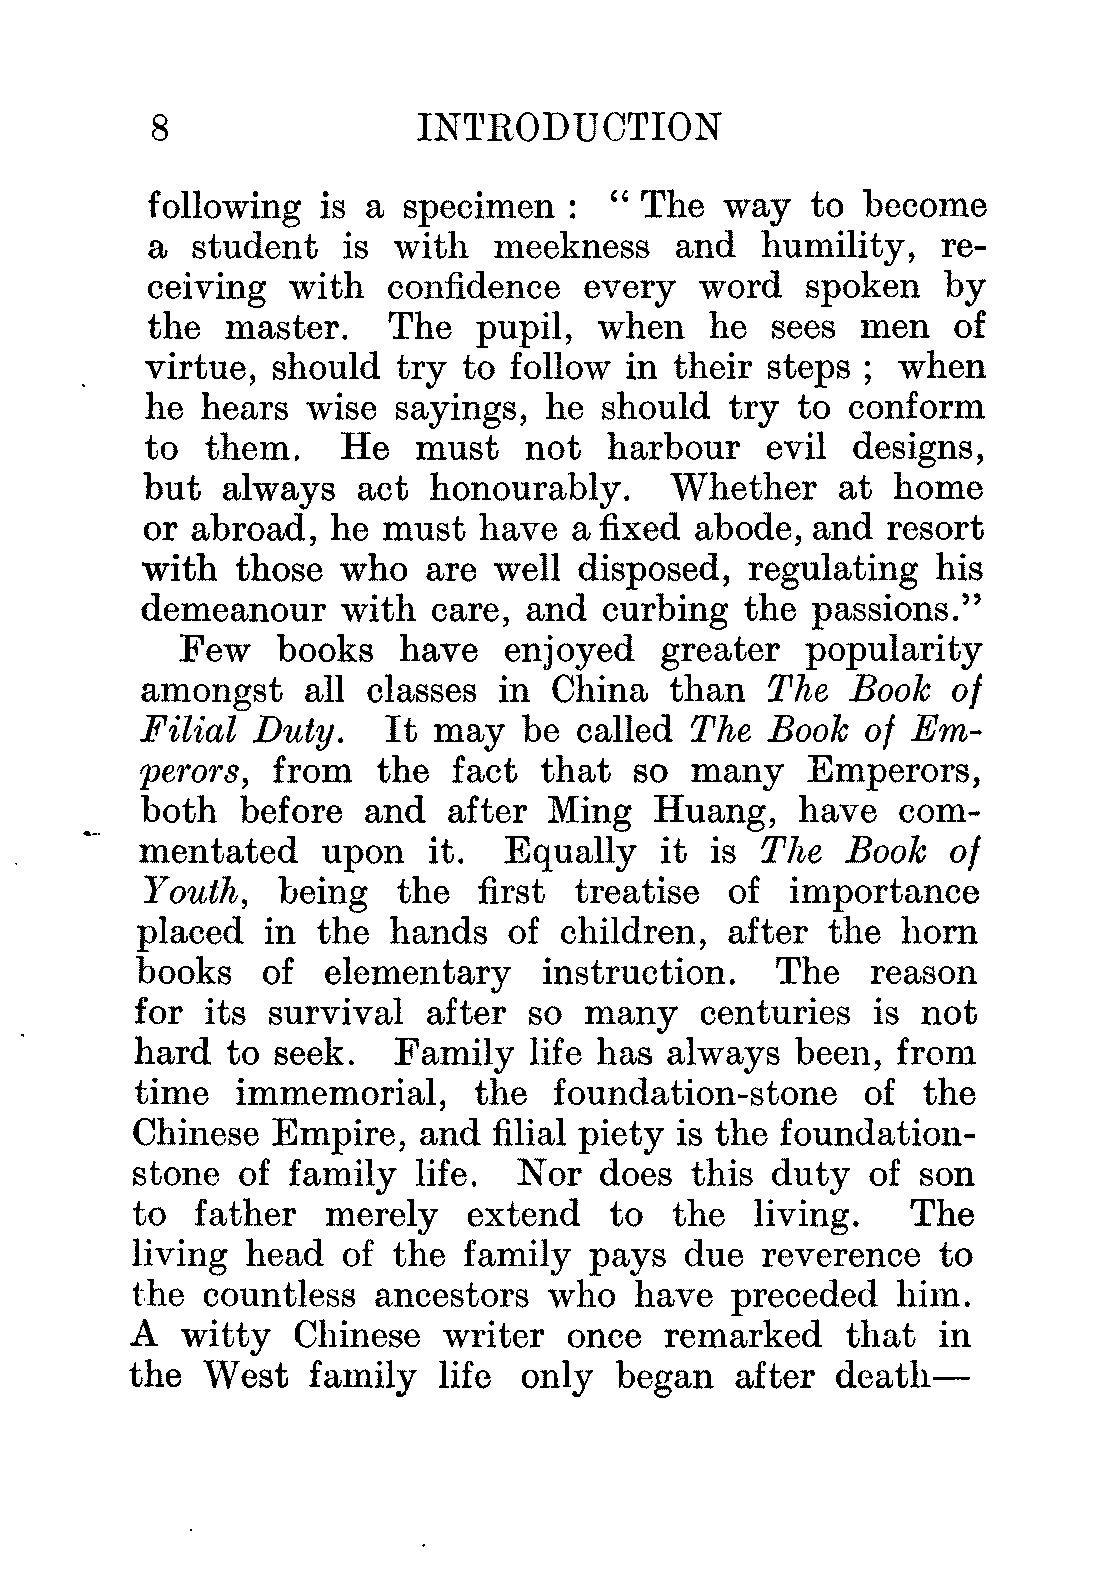 8 INTRODUCTION
following is a specimen : “ The way to become
a student is with meekness and humility, re-
ceiving with confidence every word spoken by
the master. The pupil, when he sees men of
virtue, should try to follow in their steps ; when
he hears wise sayings, he should try to conform
to them. He must not harbour evil designs,
but always act honourably. Whether at home
or abroad, he must have a fixed abode, and resort
with those who are well disposed, regulating his
demeanour with care, and curbing the passions.”
Few books have enjoyed greater popularity
amongst all classes in China than The Book of
Filial Duty. It may be called The Book of Em-
perors, from the fact that so many Emperors,
both before and after Ming Huang, have com-
mentated upon it. Equally it is The Book of
Youth, being the first treatise of importance
placed in the hands of children, after the horn
books of elementary instruction. The reason
for its survival after so many centuries is not
hard to seek. Family life has always been, from
time immemorial, the foundation-stone of the
Chinese Empire, and filial piety is the foundation-
stone of family life. Nor does this duty of son
to father merely extend to the living. The
living head of the family pays due reverence to
the countless ancestors who have preceded him.
A witty Chinese writer once remarked that in
the West family life only began after death—